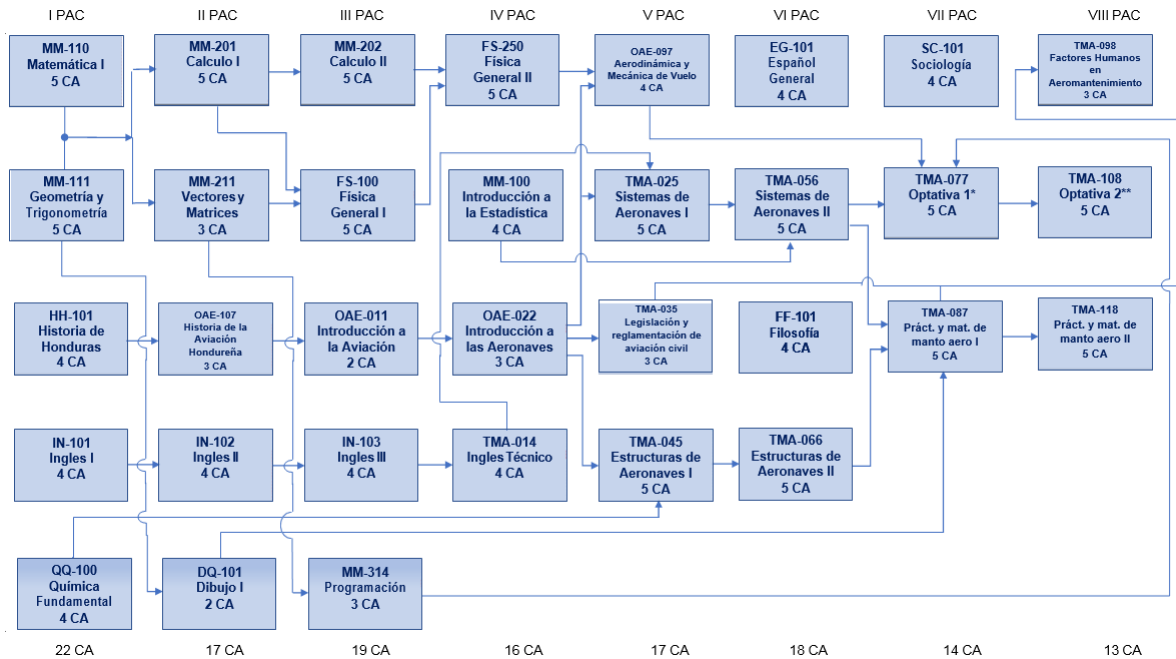 I PAC
II PAC
III PAC
IV PAC
V PAC
VI PAC
VII PAC
VIII PAC
MM-110
Matemática I
5 CA
MM-201
Calculo I
5 CA
MM-202
Calculo II
5 CA
FS-250
Física
General II
5 CA
OAE-097
Aerodinámica y
Mecánica de Vuelo
4 CA
EG-101
Español
General
4 CA
SC-101
Sociología
4 CA
TMA-098
Factores Humanos
en
Aeromantenimiento
3 CA
MM-111
Geometría y
Trigonometría
5 CA
MM-211
Vectores y
Matrices
3 CA
FS-100
Física
General I
5 CA
MM-100
Introducción a
la Estadística
4 CA
TMA-025
Sistemas de
Aeronaves I
5 CA
TMA-056
Sistemas de
Aeronaves II
5 CA
TMA-077
Optativa 1*
5 CA
TMA-108
Optativa 2**
5 CA
HH-101
Historia de
Honduras
4 CA
OAE-107
Historia de la
Aviación
Hondureña
3 CA
OAE-011
Introducción a
la Aviación
2 CA
OAE-022
Introducción a
las Aeronaves
3 CA
TMA-035
Legislación y
reglamentación de
aviación civil
3 CA
FF-101
Filosofía
4 CA
TMA-087
Práct. y mat. de
manto aero I
5 CA
TMA-118
Práct. y mat. de
manto aero II
5 CA
IN-101
Ingles I
4 CA
IN-102
Ingles II
4 CA
IN-103
Ingles III
4 CA
TMA-014
Ingles Técnico
4 CA
TMA-045
Estructuras de
Aeronaves I
5 CA
TMA-066
Estructuras de
Aeronaves II
5 CA
QQ-100
Química
Fundamental
4 CA
DQ-101
Dibujo I
2 CA
MM-314
Programación
3 CA
22 CA
17 CA
19 CA
16 CA
17 CA
18 CA
14 CA
13 CA